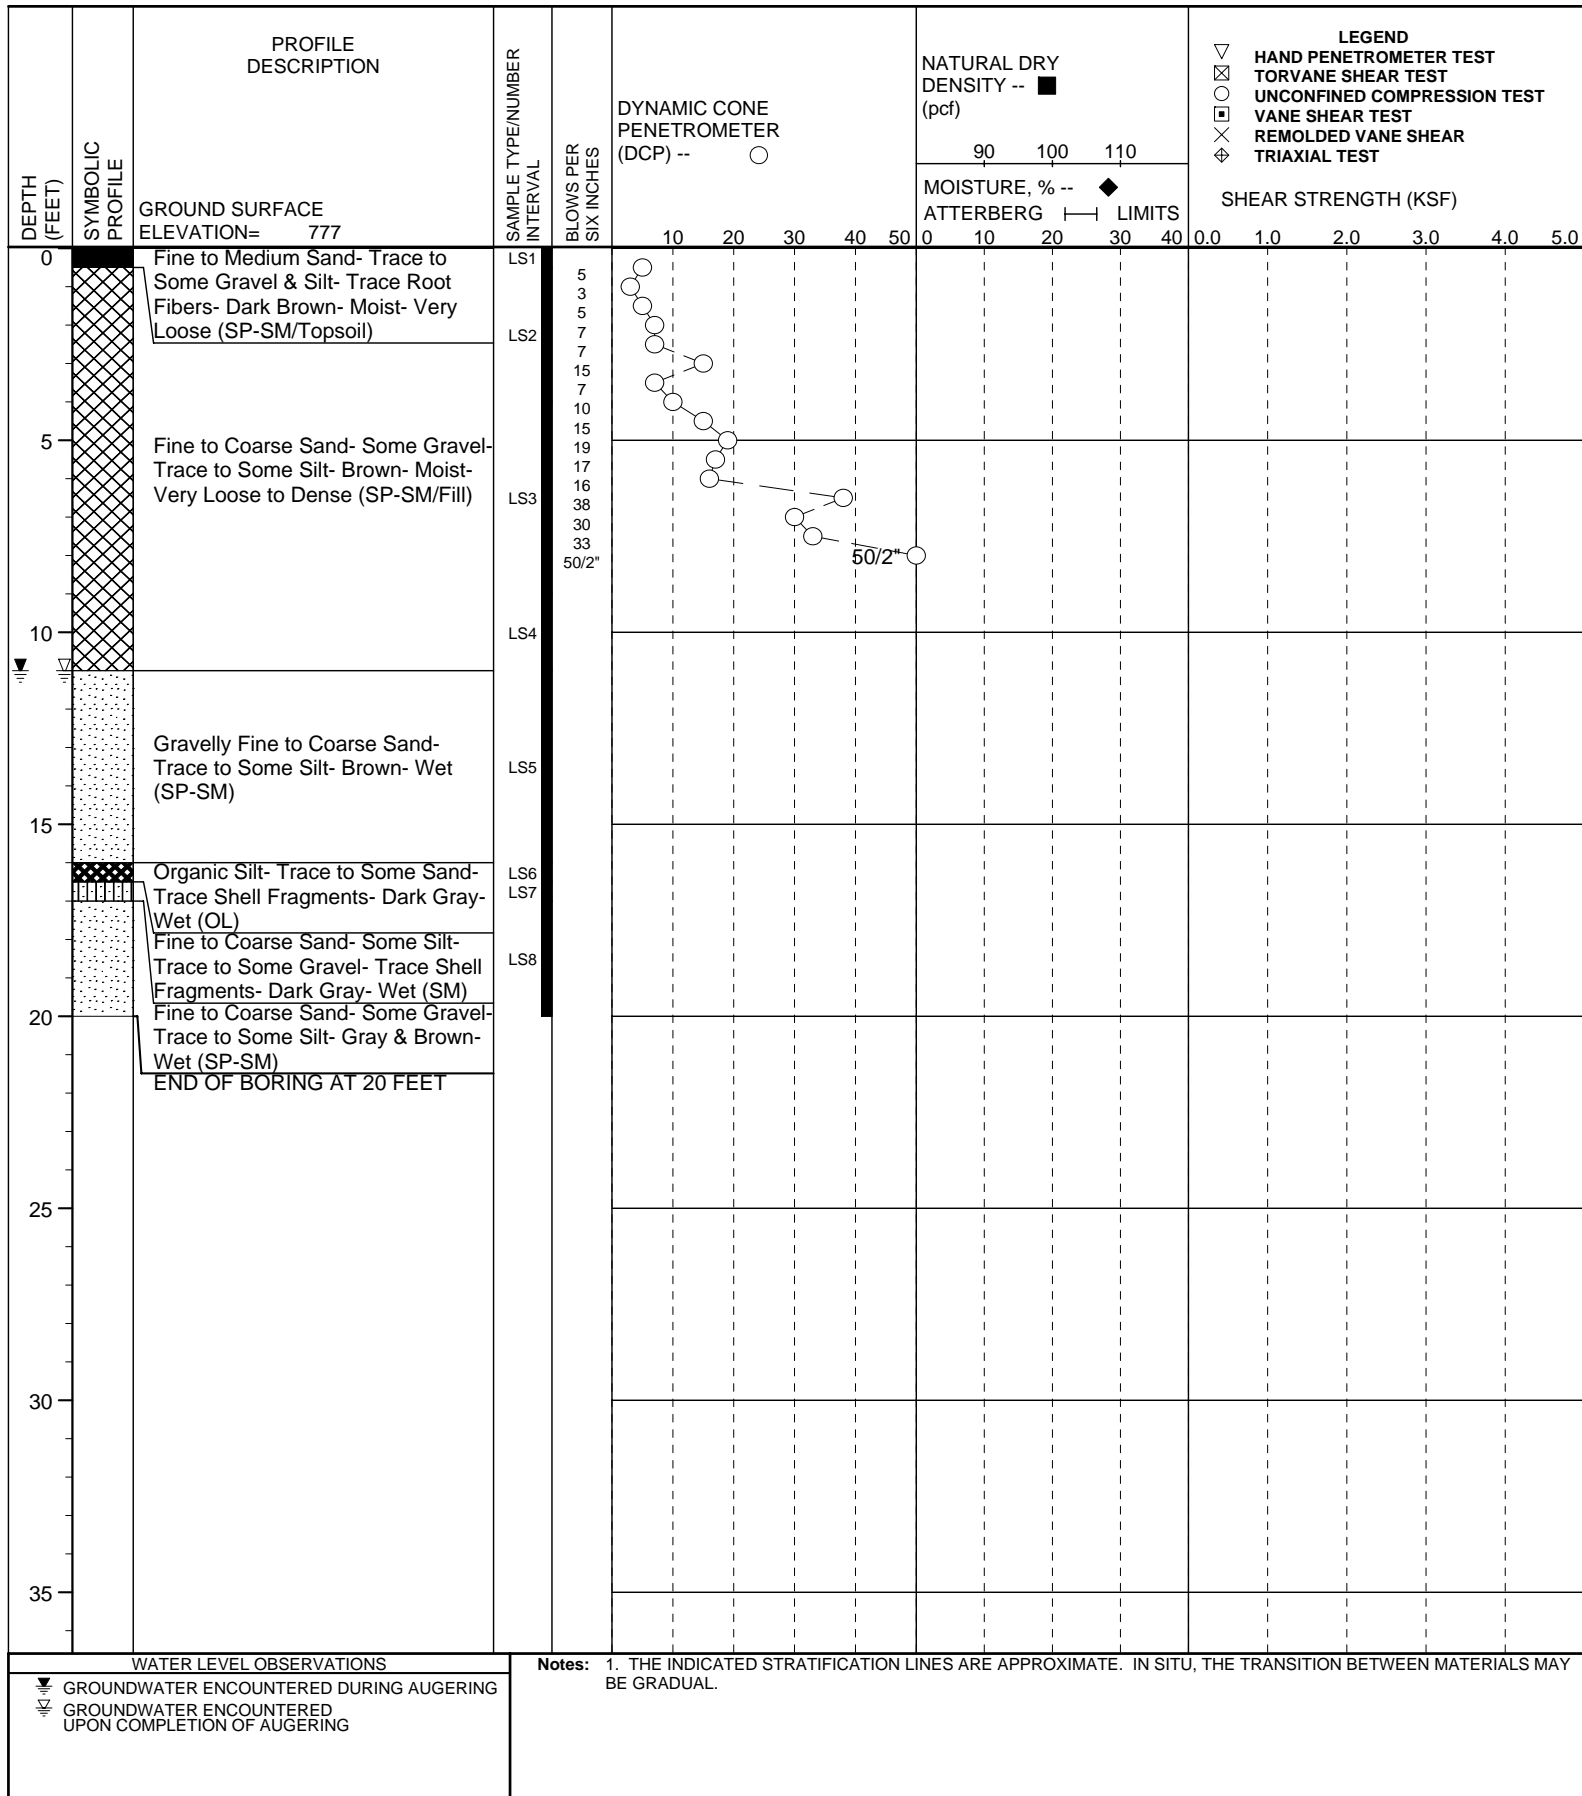 PROFILE
DESCRIPTION
DEPTH
(FEET)
SYMBOLIC
PROFILE
GROUND SURFACE
ELEVATION= 777
SAMPLE TYPE/NUMBER
INTERVAL
BLOWS PER
SIX INCHES
DYNAMIC CONE
PENETROMETER
(DCP) --
10 20 30 40 50
NATURAL DRY
DENSITY --
(pcf)
90 100 110
MOISTURE, % --
ATTERBERG LIMITS
0 10 20 30 40
LEGEND
HAND PENETROMETER TEST
TORVANE SHEAR TEST
UNCONFINED COMPRESSION TEST
VANE SHEAR TEST
REMOLDED VANE SHEAR
TRIAXIAL TEST
SHEAR STRENGTH (KSF)
0.0 1.0 2.0 3.0 4.0 5.0
0
5
10
15
20
25
30
35
Fine to Medium Sand- Trace to
Some Gravel & Silt- Trace Root
Fibers- Dark Brown- Moist- Very
Loose (SP-SM/Topsoil)
Fine to Coarse Sand- Some Gravel-
Trace to Some Silt- Brown- Moist-
Very Loose to Dense (SP-SM/Fill)
Gravelly Fine to Coarse Sand-
Trace to Some Silt- Brown- Wet
(SP-SM)
Organic Silt- Trace to Some Sand-
Trace Shell Fragments- Dark Gray-
Wet (OL)
Fine to Coarse Sand- Some Silt-
Trace to Some Gravel- Trace Shell
Fragments- Dark Gray- Wet (SM)
Fine to Coarse Sand- Some Gravel-
Trace to Some Silt- Gray & Brown-
Wet (SP-SM)
END OF BORING AT 20 FEET
LS1
LS2
LS3
LS4
LS5
LS6
LS7
LS8
5
3
5
7
7
15
7
10
15
19
17
16
38
30
33
50/2"
50/2"
WATER LEVEL OBSERVATIONS
GROUNDWATER ENCOUNTERED DURING AUGERING
GROUNDWATER ENCOUNTERED
UPON COMPLETION OF AUGERING
Notes: 1. THE INDICATED STRATIFICATION LINES ARE APPROXIMATE. IN SITU, THE TRANSITION BETWEEN MATERIALS MAY
BE GRADUAL.